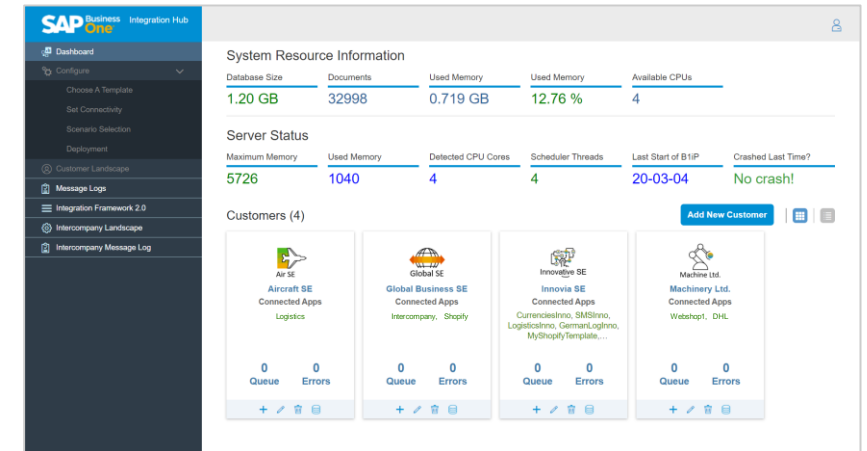 SAP Business One Integration Hub
Dashboard
Configure
Choose A Template
Set Connectivity
Scenario Selection
Deployment
Customer Landscape
Message Logs
Integration Framework 2.0
Intercompany Landscape
Intercompany Message Log
System Resource Information
Database Size Documents Used Memory Used Memory Available CPUs
1.20 GB 32998 0.719 GB 12.76 % 4
Server Status
Maximum Memory Used Memory Detected CPU Cores Scheduler Threads Last Start of B1iP Crashed Last Time?
5726 1040 4 4 20-03-04 No crash!
Customers (4) Add New Customer
Air SE
Aircraft SE
Connected Apps
Logistics
0 0
Queue Errors
Global SE
Global Business SE
Connected Apps
Intercompany, Shopify
0 0
Queue Errors
Innovative SE
Innovia SE
Connected Apps
CurrenciesInno, SMSInno,
LogisticsInno, GermanLogInno,
MyShopifyTemplate,...
0 0
Queue Errors
Machine Ltd.
Machinery Ltd.
Connected Apps
Webshop1, DHL
0 0
Queue Errors